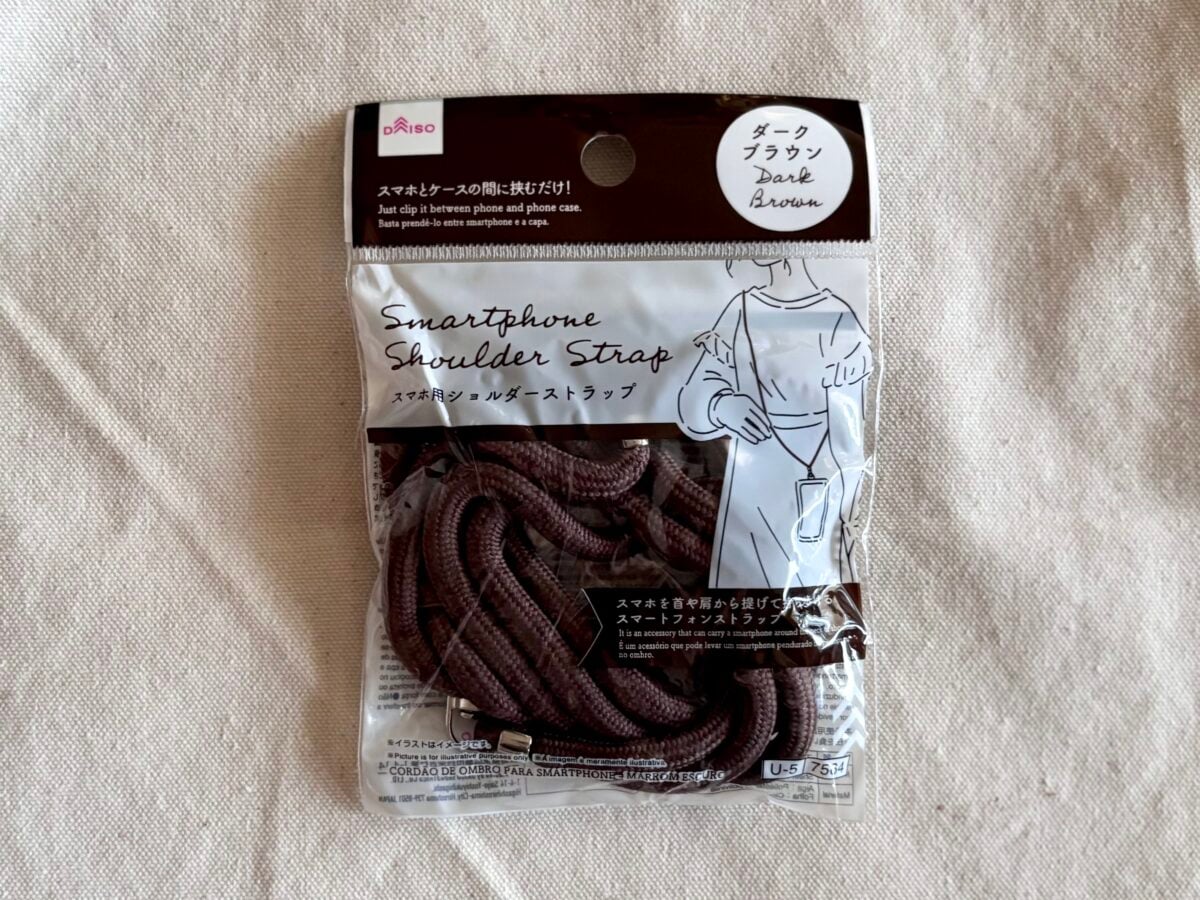 DAISO
スマホとケースの間に挟むだけ!
Just clip it between phone and phone case.
Basta prendê-lo entre smartphone e a capa.
ダーク
ブラウン
Dark
Brown
Smartphone
Shoulder Strap
スマホ用ショルダーストラップ
スマホを首や肩から提げて
スマートフォンストラップ
It is an accessory that can carry a smartphone around
É um acessório que pode levar um smartphone pendurado
no ombro.
※イラストはイメージ
※Picture is for illustrative purposes only ※A imagem é meramente ilustrativa
CORDÃO DE OMBRO PARA SMARTPHONE MARROM ESCURO
U-5 7564